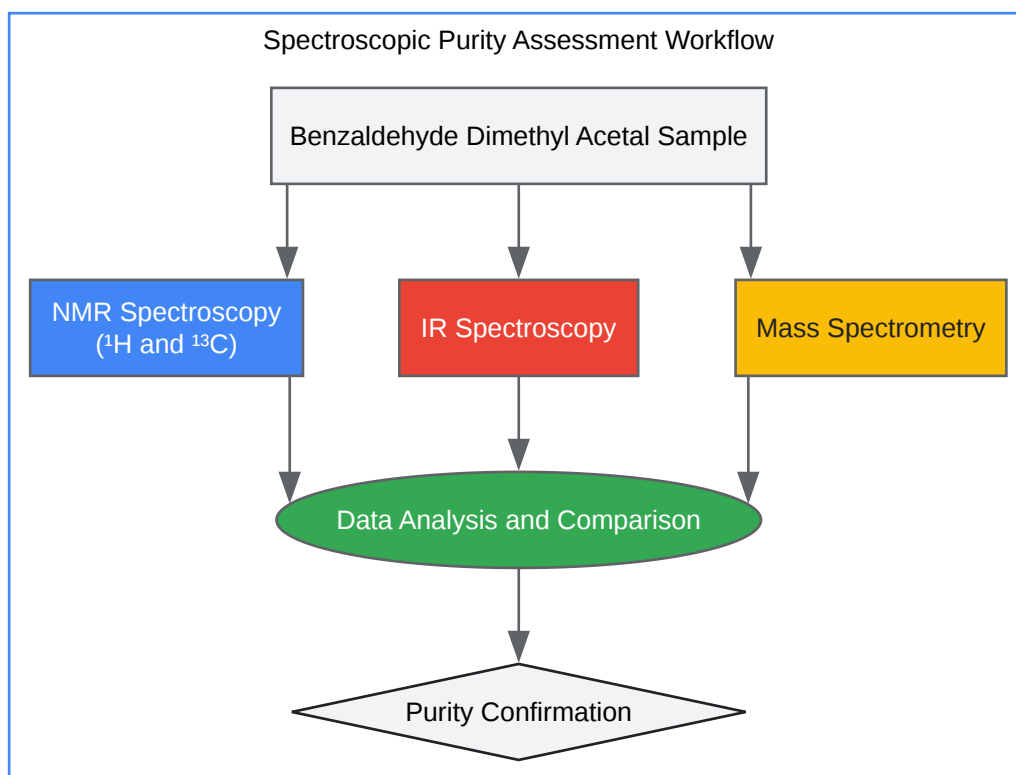 Spectroscopic Purity Assessment Workflow
Benzaldehyde Dimethyl Acetal Sample
NMR Spectroscopy
(¹H and ¹³C)
IR Spectroscopy
Mass Spectrometry
Data Analysis and Comparison
Purity Confirmation